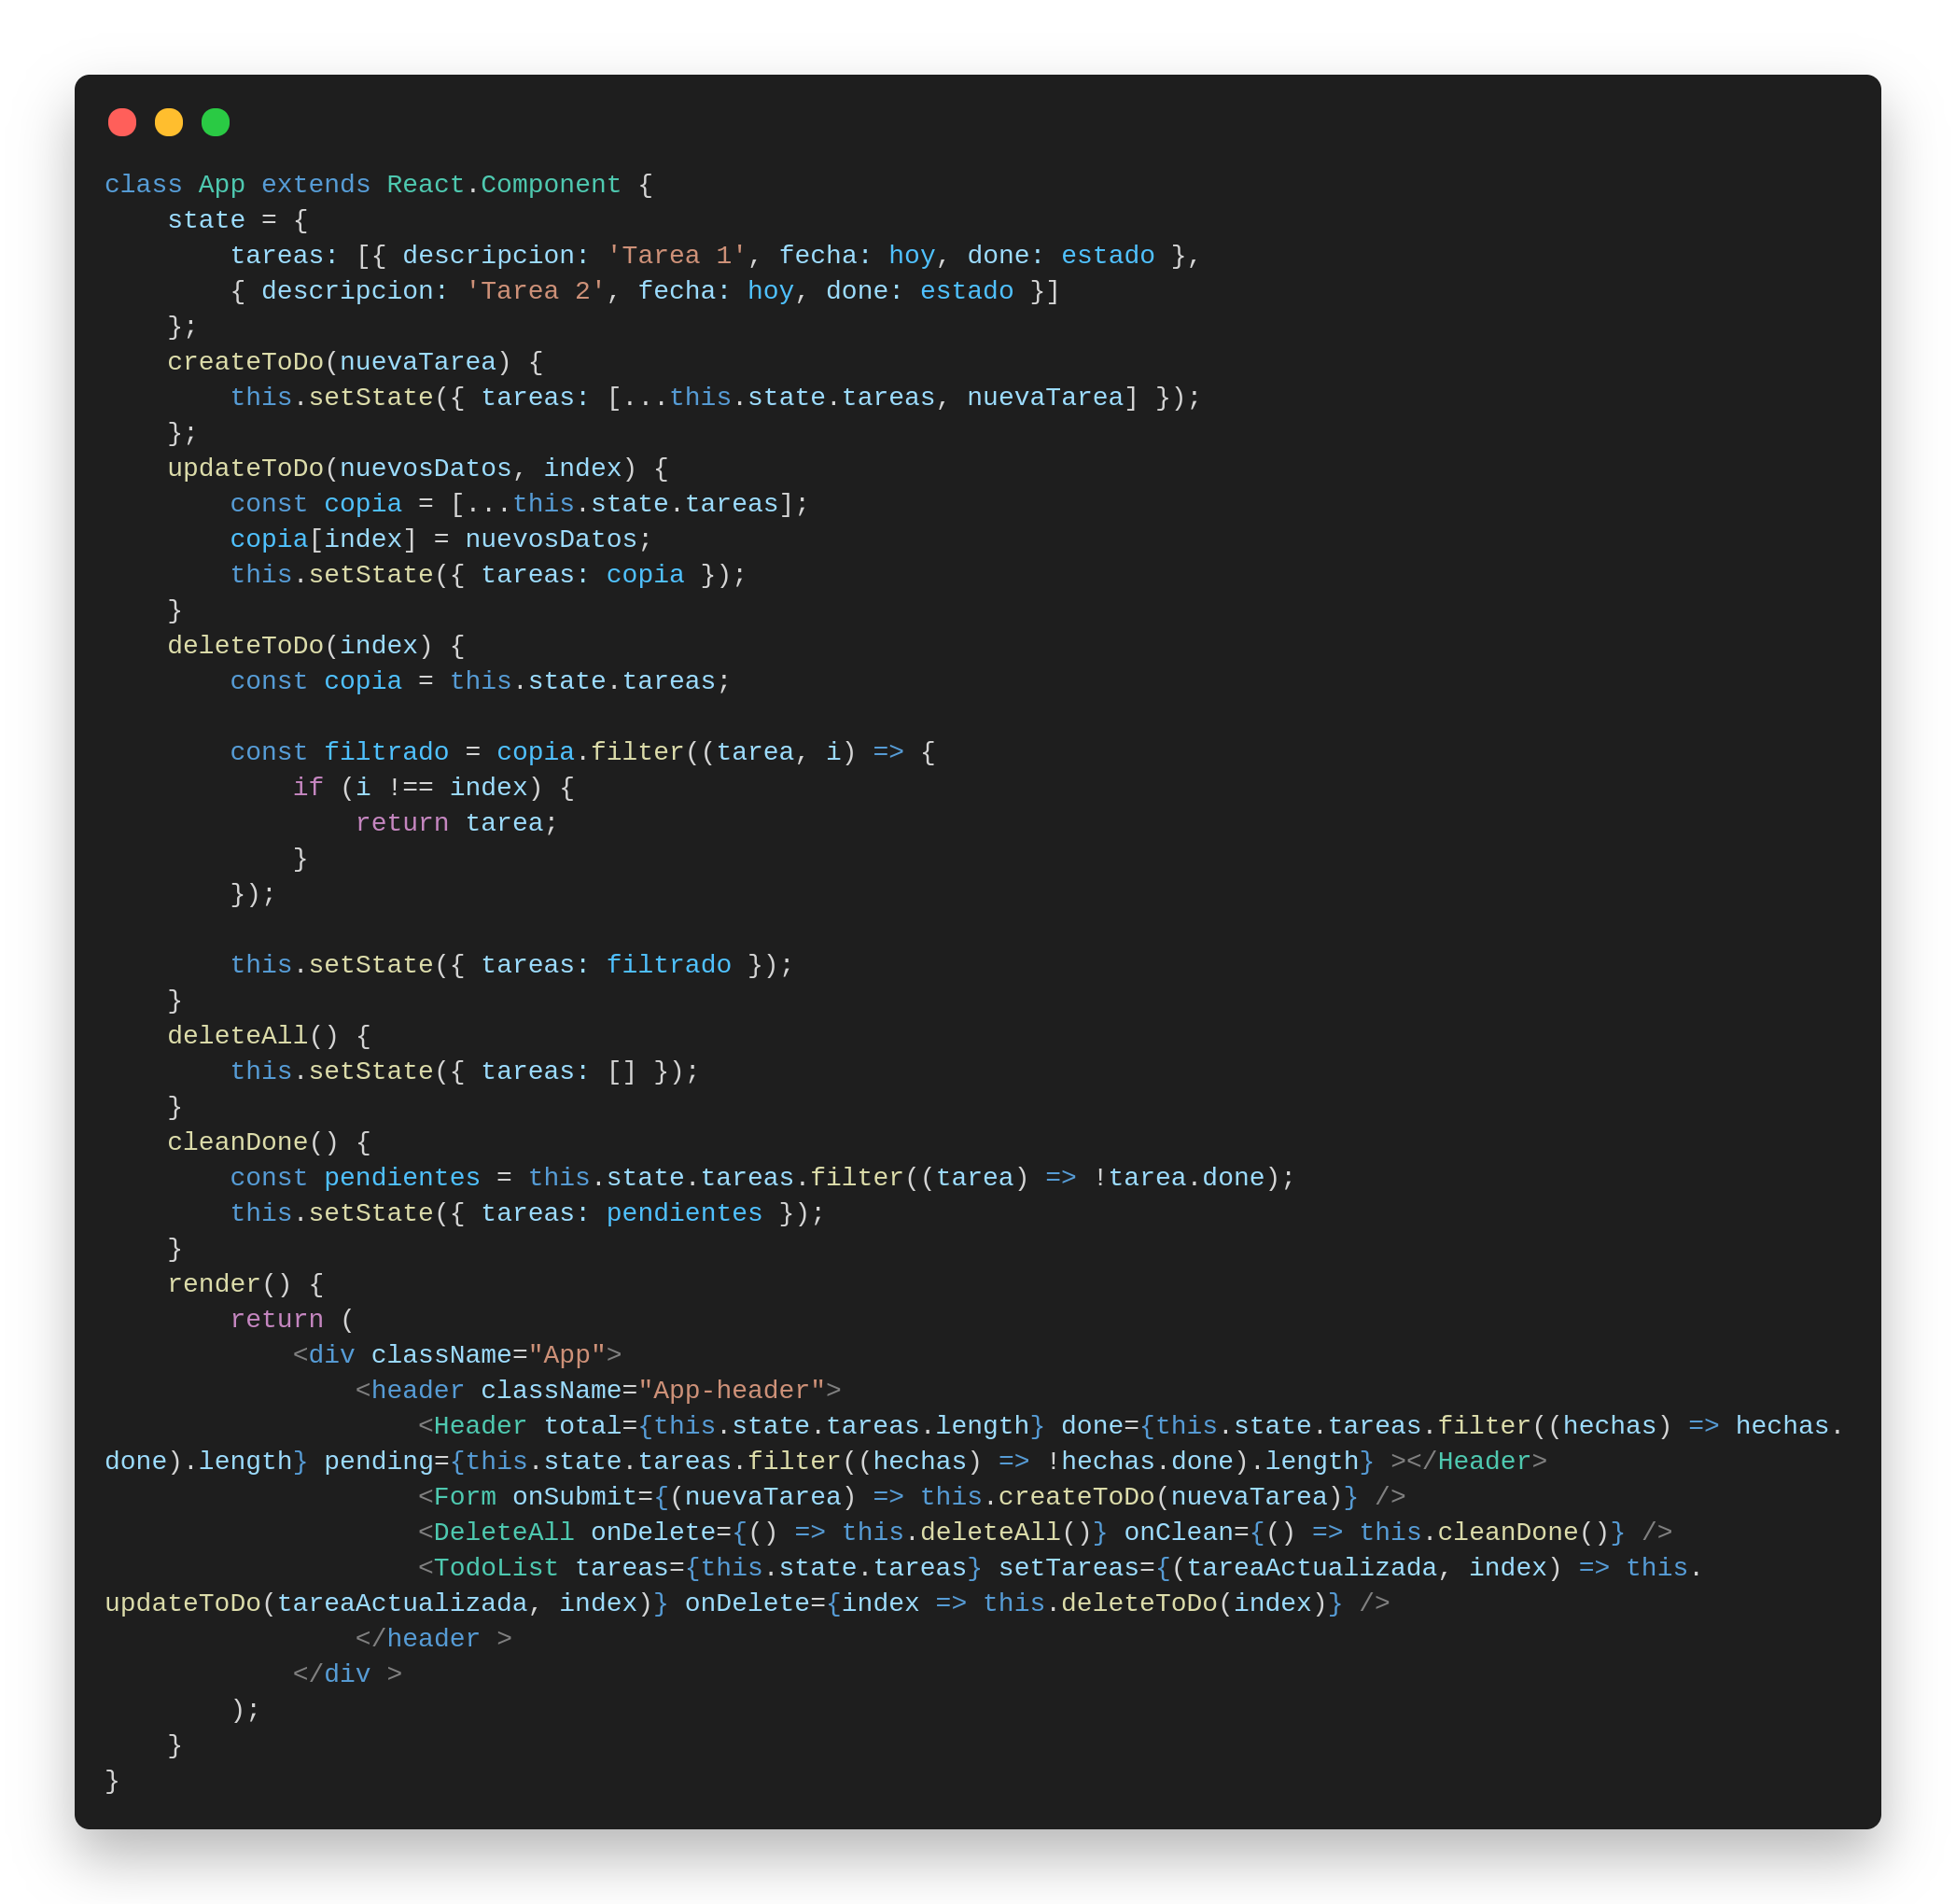 class App extends React.Component {
    state = {
        tareas: [{ descripcion: 'Tarea 1', fecha: hoy, done: estado },
        { descripcion: 'Tarea 2', fecha: hoy, done: estado }]
    };
    createToDo(nuevaTarea) {
        this.setState({ tareas: [...this.state.tareas, nuevaTarea] });
    };
    updateToDo(nuevosDatos, index) {
        const copia = [...this.state.tareas];
        copia[index] = nuevosDatos;
        this.setState({ tareas: copia });
    }
    deleteToDo(index) {
        const copia = this.state.tareas;

        const filtrado = copia.filter((tarea, i) => {
            if (i !== index) {
                return tarea;
            }
        });

        this.setState({ tareas: filtrado });
    }
    deleteAll() {
        this.setState({ tareas: [] });
    }
    cleanDone() {
        const pendientes = this.state.tareas.filter((tarea) => !tarea.done);
        this.setState({ tareas: pendientes });
    }
    render() {
        return (
            <div className="App">
                <header className="App-header">
                    <Header total={this.state.tareas.length} done={this.state.tareas.filter((hechas) => hechas.
done).length} pending={this.state.tareas.filter((hechas) => !hechas.done).length} ></Header>
                    <Form onSubmit={(nuevaTarea) => this.createToDo(nuevaTarea)} />
                    <DeleteAll onDelete={() => this.deleteAll()} onClean={() => this.cleanDone()} />
                    <TodoList tareas={this.state.tareas} setTareas={(tareaActualizada, index) => this.
updateToDo(tareaActualizada, index)} onDelete={index => this.deleteToDo(index)} />
                </header >
            </div >
        );
    }
}